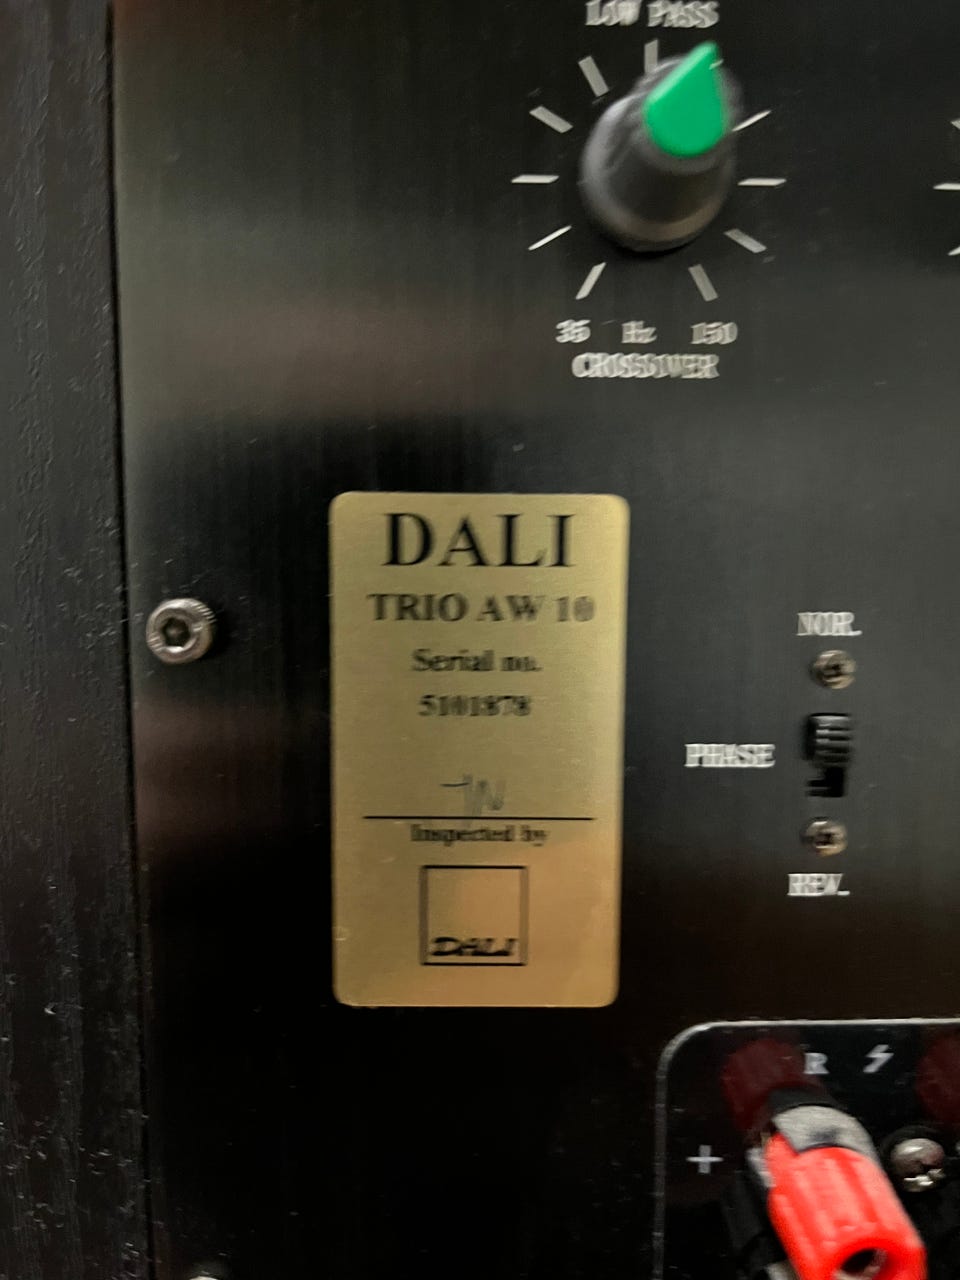 LOW PASS
35 Hz 150
CROSSOVER
DALI
TRIO AW 10
Serial no.
5101878
Inspected by
DALI
NOR.
PHASE
REV.
R
+